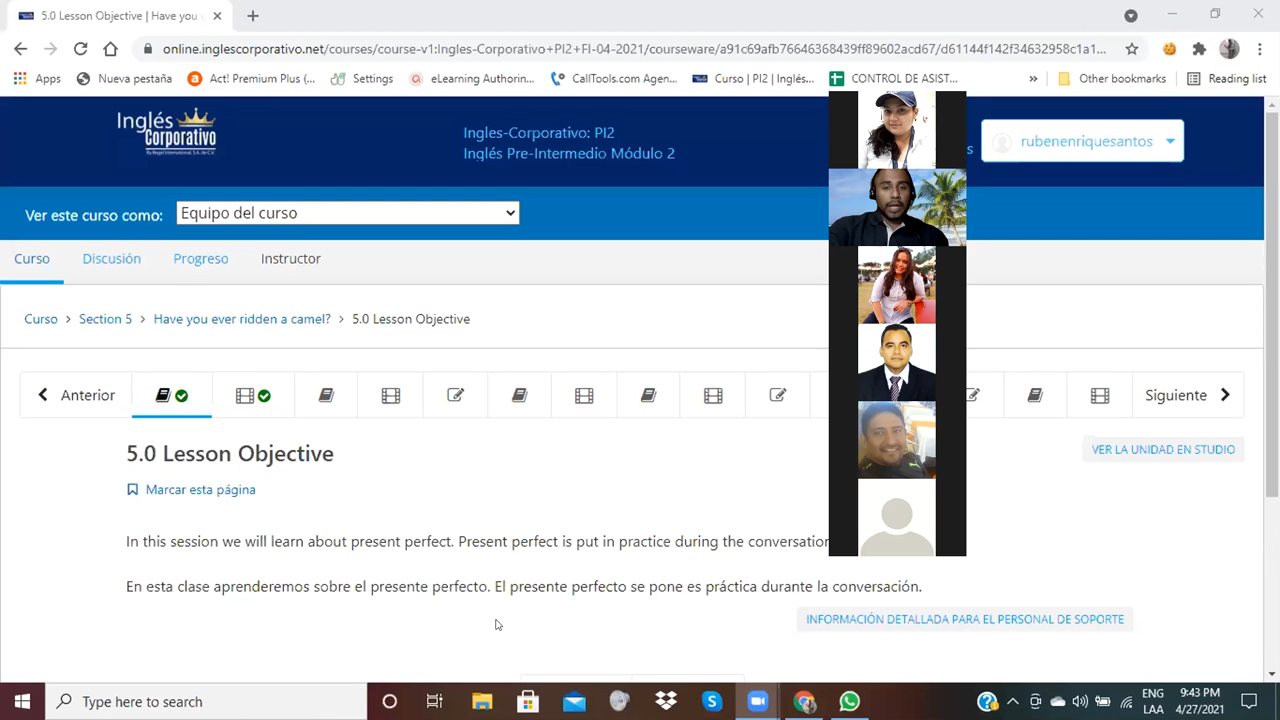 5.0 Lesson Objective | Have you
online.inglescorporativo.net/courses/course-v1:Ingles-Corporativo+PI2+FI-04-2021/courseware/a91c69afb76646368439ff89602acd67/d61144f142f34632958c1a1...
Apps Nueva pestaña Act! Premium Plus (... Settings eLearning Authorin... CallTools.com Agen... Curso | PI2 | Inglés... CONTROL DE ASIST... » Other bookmarks Reading list
Inglés
Corporativo
Ingles-Corporativo: PI2
Inglés Pre-Intermedio Módulo 2
s
rubenenriquesantos
Ver este curso como: Equipo del curso
Curso Discusión Progreso Instructor
Curso > Section 5 > Have you ever ridden a camel? > 5.0 Lesson Objective
Anterior Siguiente
5.0 Lesson Objective
VER LA UNIDAD EN STUDIO
Marcar esta página
In this session we will learn about present perfect. Present perfect is put in practice during the conversation
En esta clase aprenderemos sobre el presente perfecto. El presente perfecto se pone es práctica durante la conversación.
INFORMACIÓN DETALLADA PARA EL PERSONAL DE SOPORTE
Type here to search
ENG
LAA
9:43 PM
4/27/2021